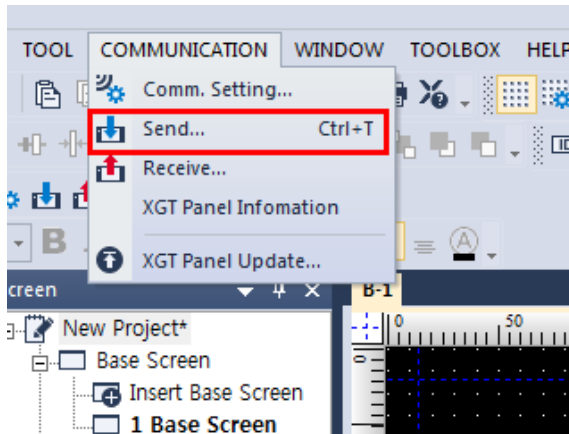 TOOL COMMUNICATION WINDOW TOOLBOX HELP
Comm. Setting...
Send... Ctrl+T
Receive...
XGT Panel Infomation
B
XGT Panel Update...
A
creen
B-1
0 50
New Project*
0
Base Screen
Insert Base Screen
1 Base Screen